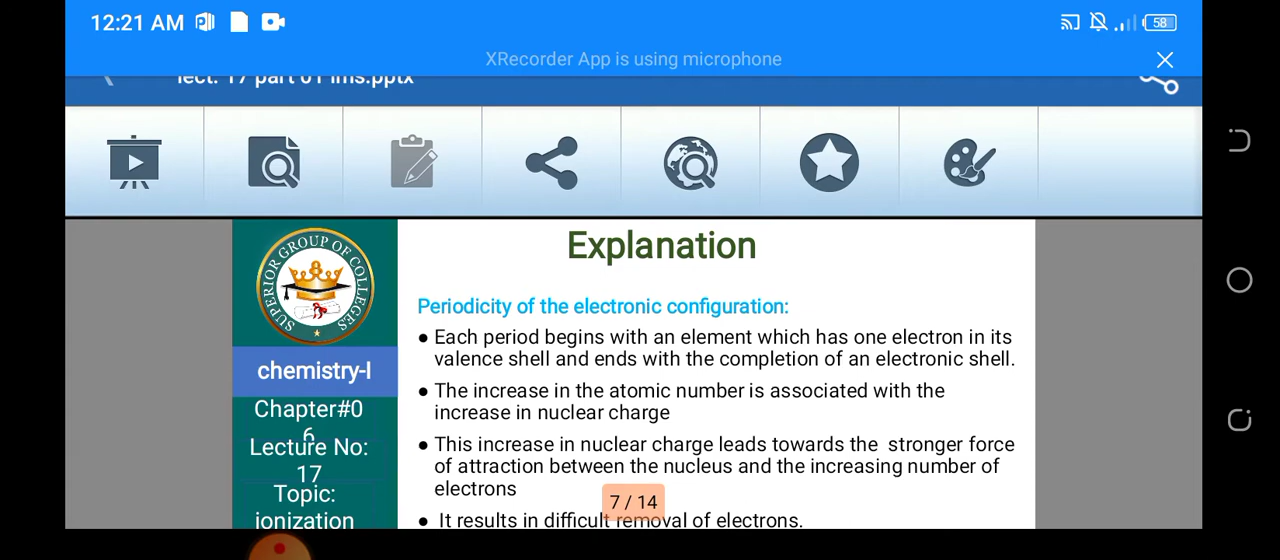 12:21 AM
58
XRecorder App is using microphone
lect. 17 part 01 lms.pptx
SUPERIOR GROUP OF COLLEGES
chemistry-I
Chapter#0
6
Lecture No:
17
Topic:
ionization
Explanation
Periodicity of the electronic configuration:
● Each period begins with an element which has one electron in its
valence shell and ends with the completion of an electronic shell.
● The increase in the atomic number is associated with the
increase in nuclear charge
● This increase in nuclear charge leads towards the stronger force
of attraction between the nucleus and the increasing number of
electrons
● It results in difficult removal of electrons.
7 / 14